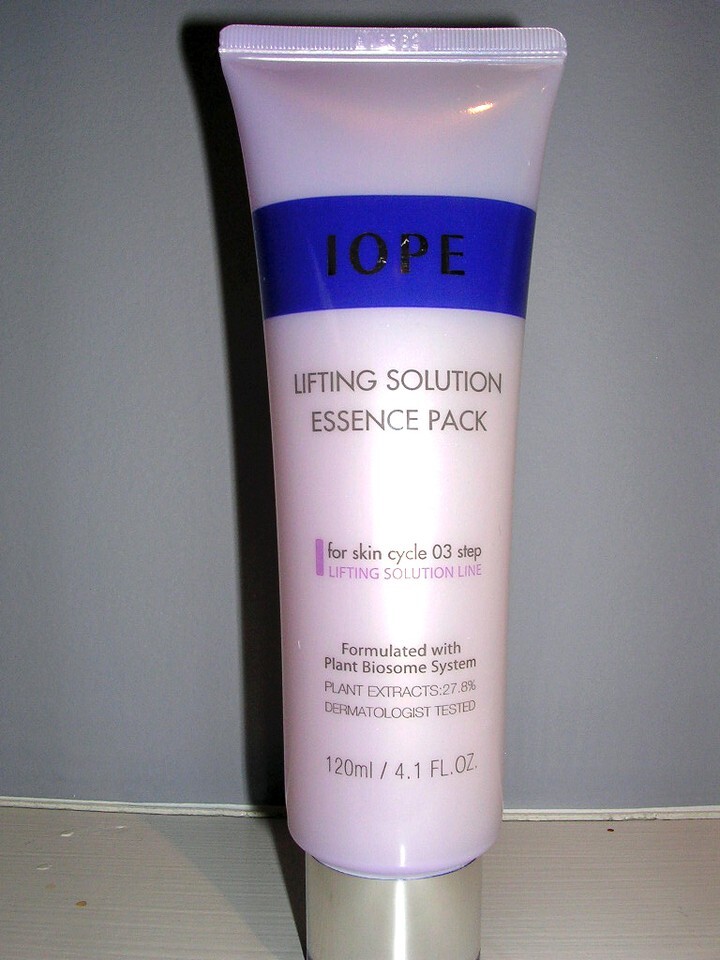 IOPE
LIFTING SOLUTION
ESSENCE PACK
for skin cycle 03 step
LIFTING SOLUTION LINE
Formulated with
Plant Biosome System
PLANT EXTRACTS:27.8%
DERMATOLOGIST TESTED
120ml / 4.1 FL.OZ.